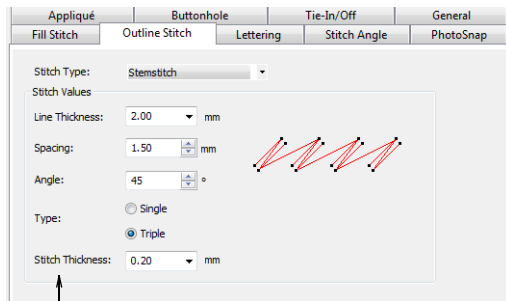 Appliqué Buttonhole Tie-In/Off General
Fill Stitch Outline Stitch Lettering Stitch Angle PhotoSnap
Stitch Type: Stemstitch
Stitch Values
Line Thickness: 2.00 mm
Spacing: 1.50 mm
Angle: 45 °
Single
Type:
Triple
Stitch Thickness: 0.20 mm